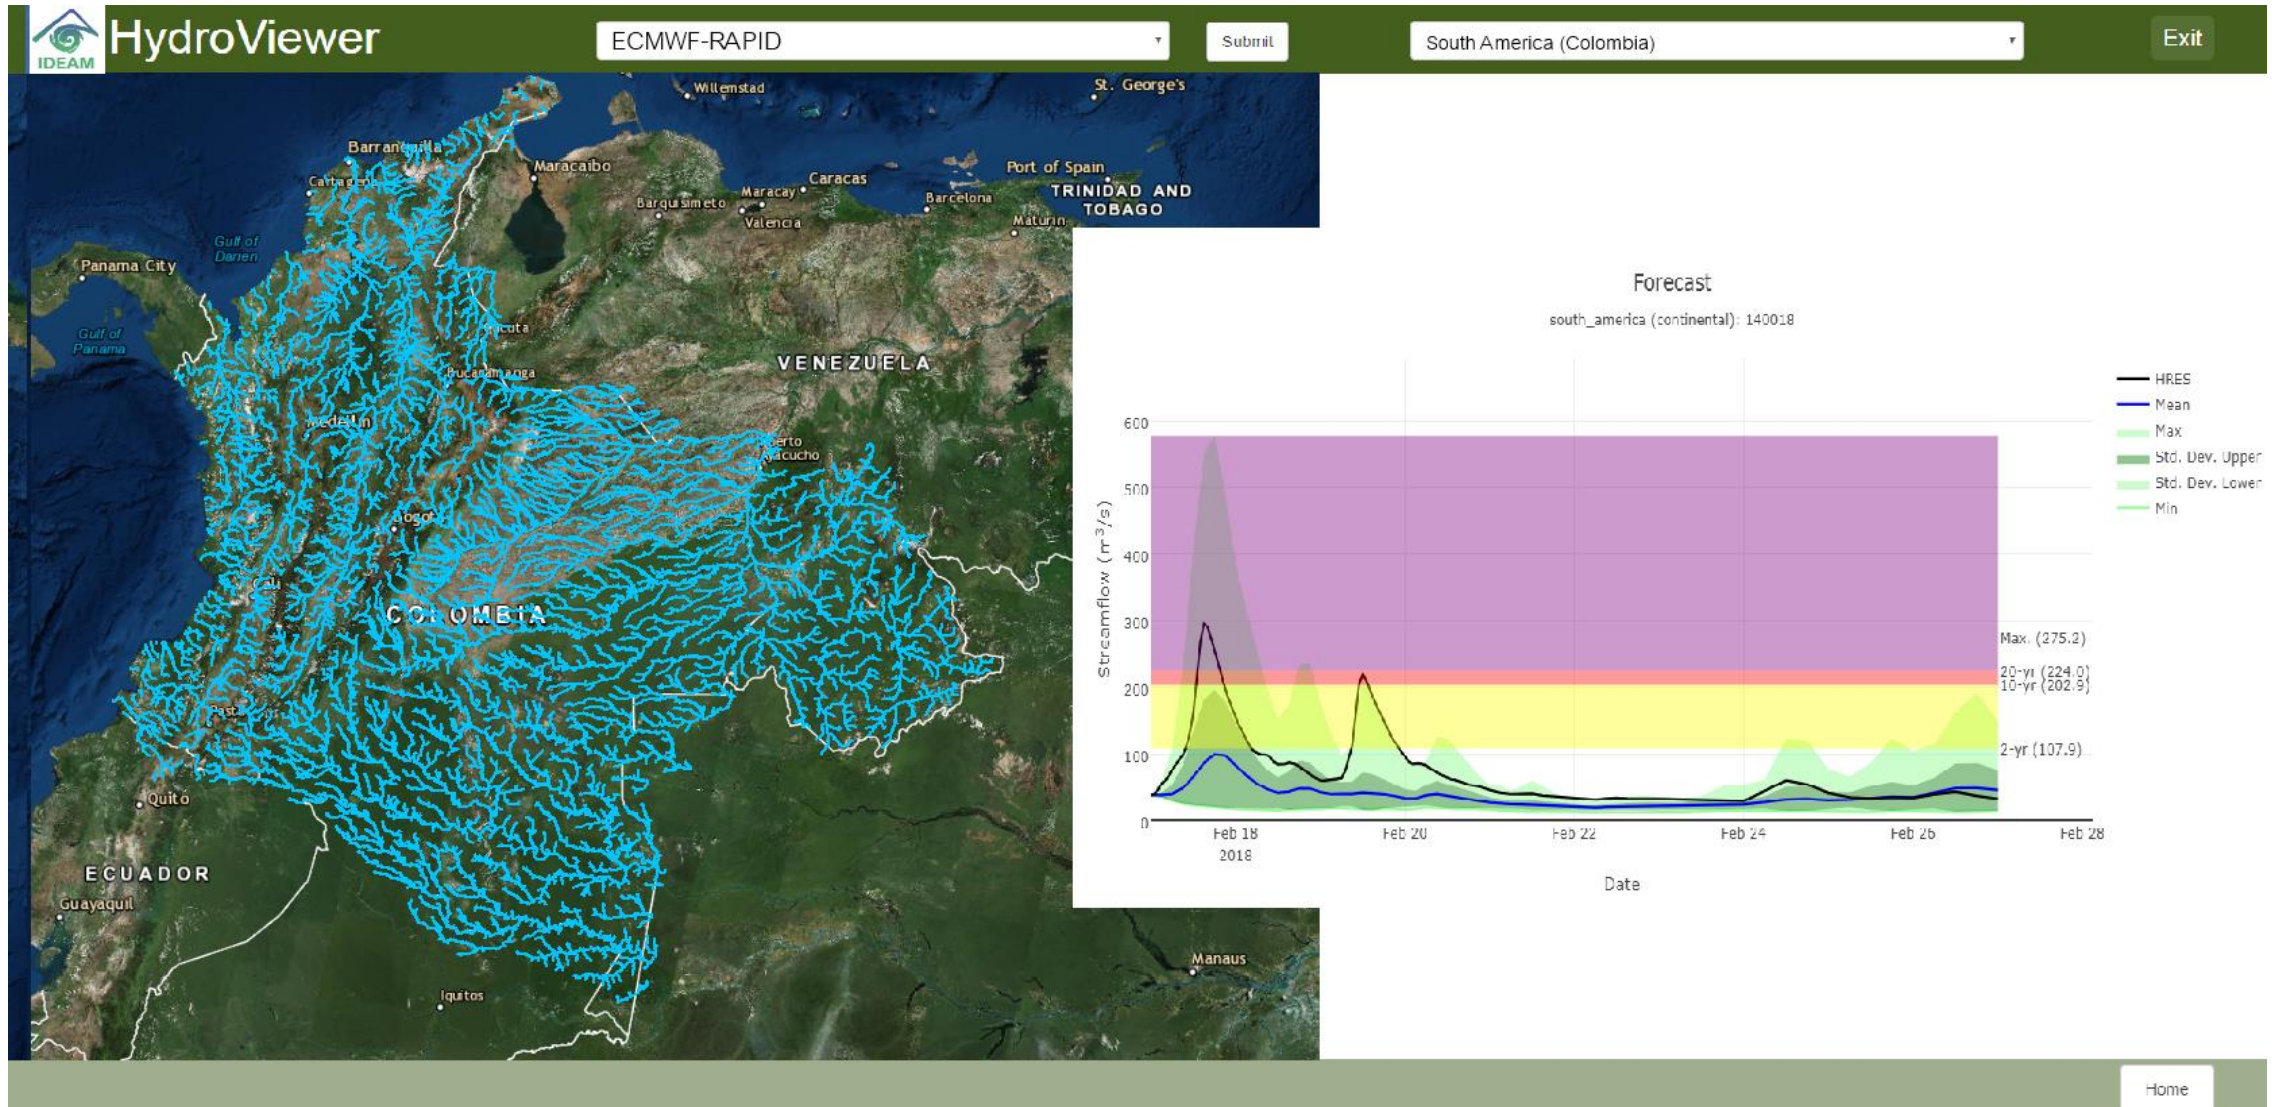 IDEAM
HydroViewer
ECMWF-RAPID
Submit
South America (Colombia)
Exit
Willemstad
St. George's
Barranquilla
Cartagena
Maracaibo
Maracay
Caracas
Barquisimeto
Valencia
Barcelona
Port of Spain
TRINIDAD AND
TOBAGO
Maturin
Gulf of
Darien
Panama City
Gulf of
Panama
Cucuta
Bucaramanga
VENEZUELA
Medellin
Puerto
Ayacucho
Bogota
Cali
COLOMBIA
Pasto
Quito
ECUADOR
Guayaquil
Iquitos
Manaus
Forecast
south_america (continental): 140018
HRES
Mean
Max
Std. Dev. Upper
Std. Dev. Lower
Min
Streamflow (m³/s)
600
500
400
300
200
100
0
Max. (275.2)
20-yr (224.0)
10-yr (202.9)
2-yr (107.9)
Feb 18
2018
Feb 20
Feb 22
Feb 24
Feb 26
Feb 28
Date
Home